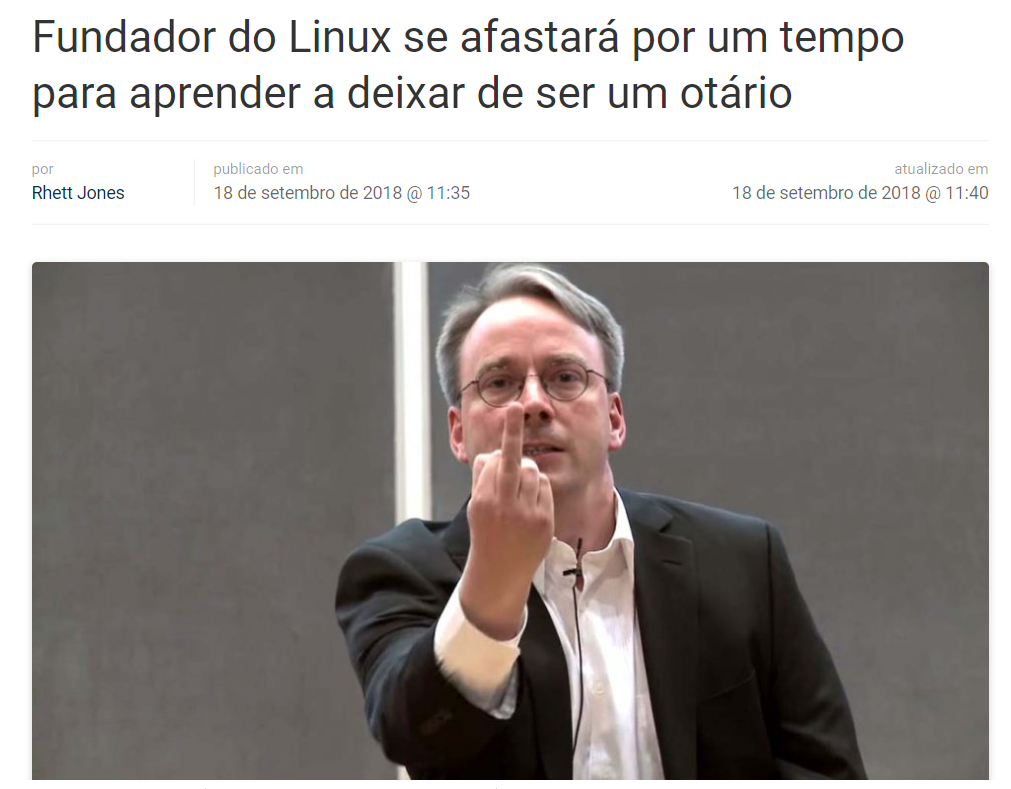 Fundador do Linux se afastará por um tempo
para aprender a deixar de ser um otário
por
publicado em
atualizado em
Rhett Jones
18 de setembro de 2018 @ 11:35
18 de setembro de 2018 @ 11:40